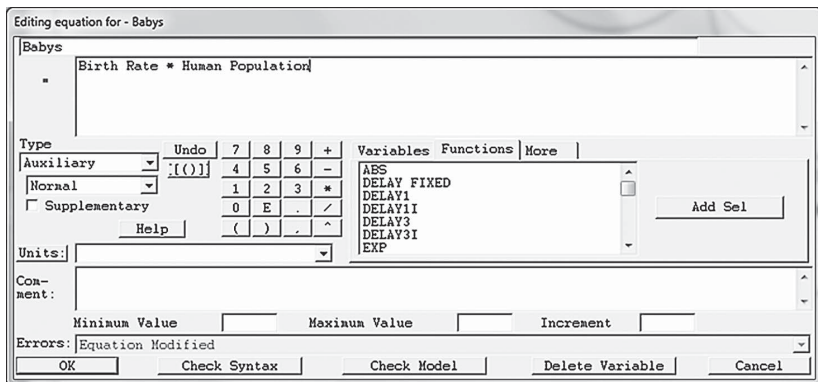 Editing equation for - Babys
Babys
= Birth Rate * Human Population
Type
Undo 7 8 9 + Variables Functions More
Auxiliary {[()]} 4 5 6 - ABS
Normal 1 2 3 * DELAY FIXED
DELAY1
Supplementary 0 E . / DELAY1I Add Sel
DELAY3
Help ( ) , ^ DELAY3I
EXP
Units:
Com-
ment:
Minimum Value Maximum Value Increment
Errors: Equation Modified
OK Check Syntax Check Model Delete Variable Cancel